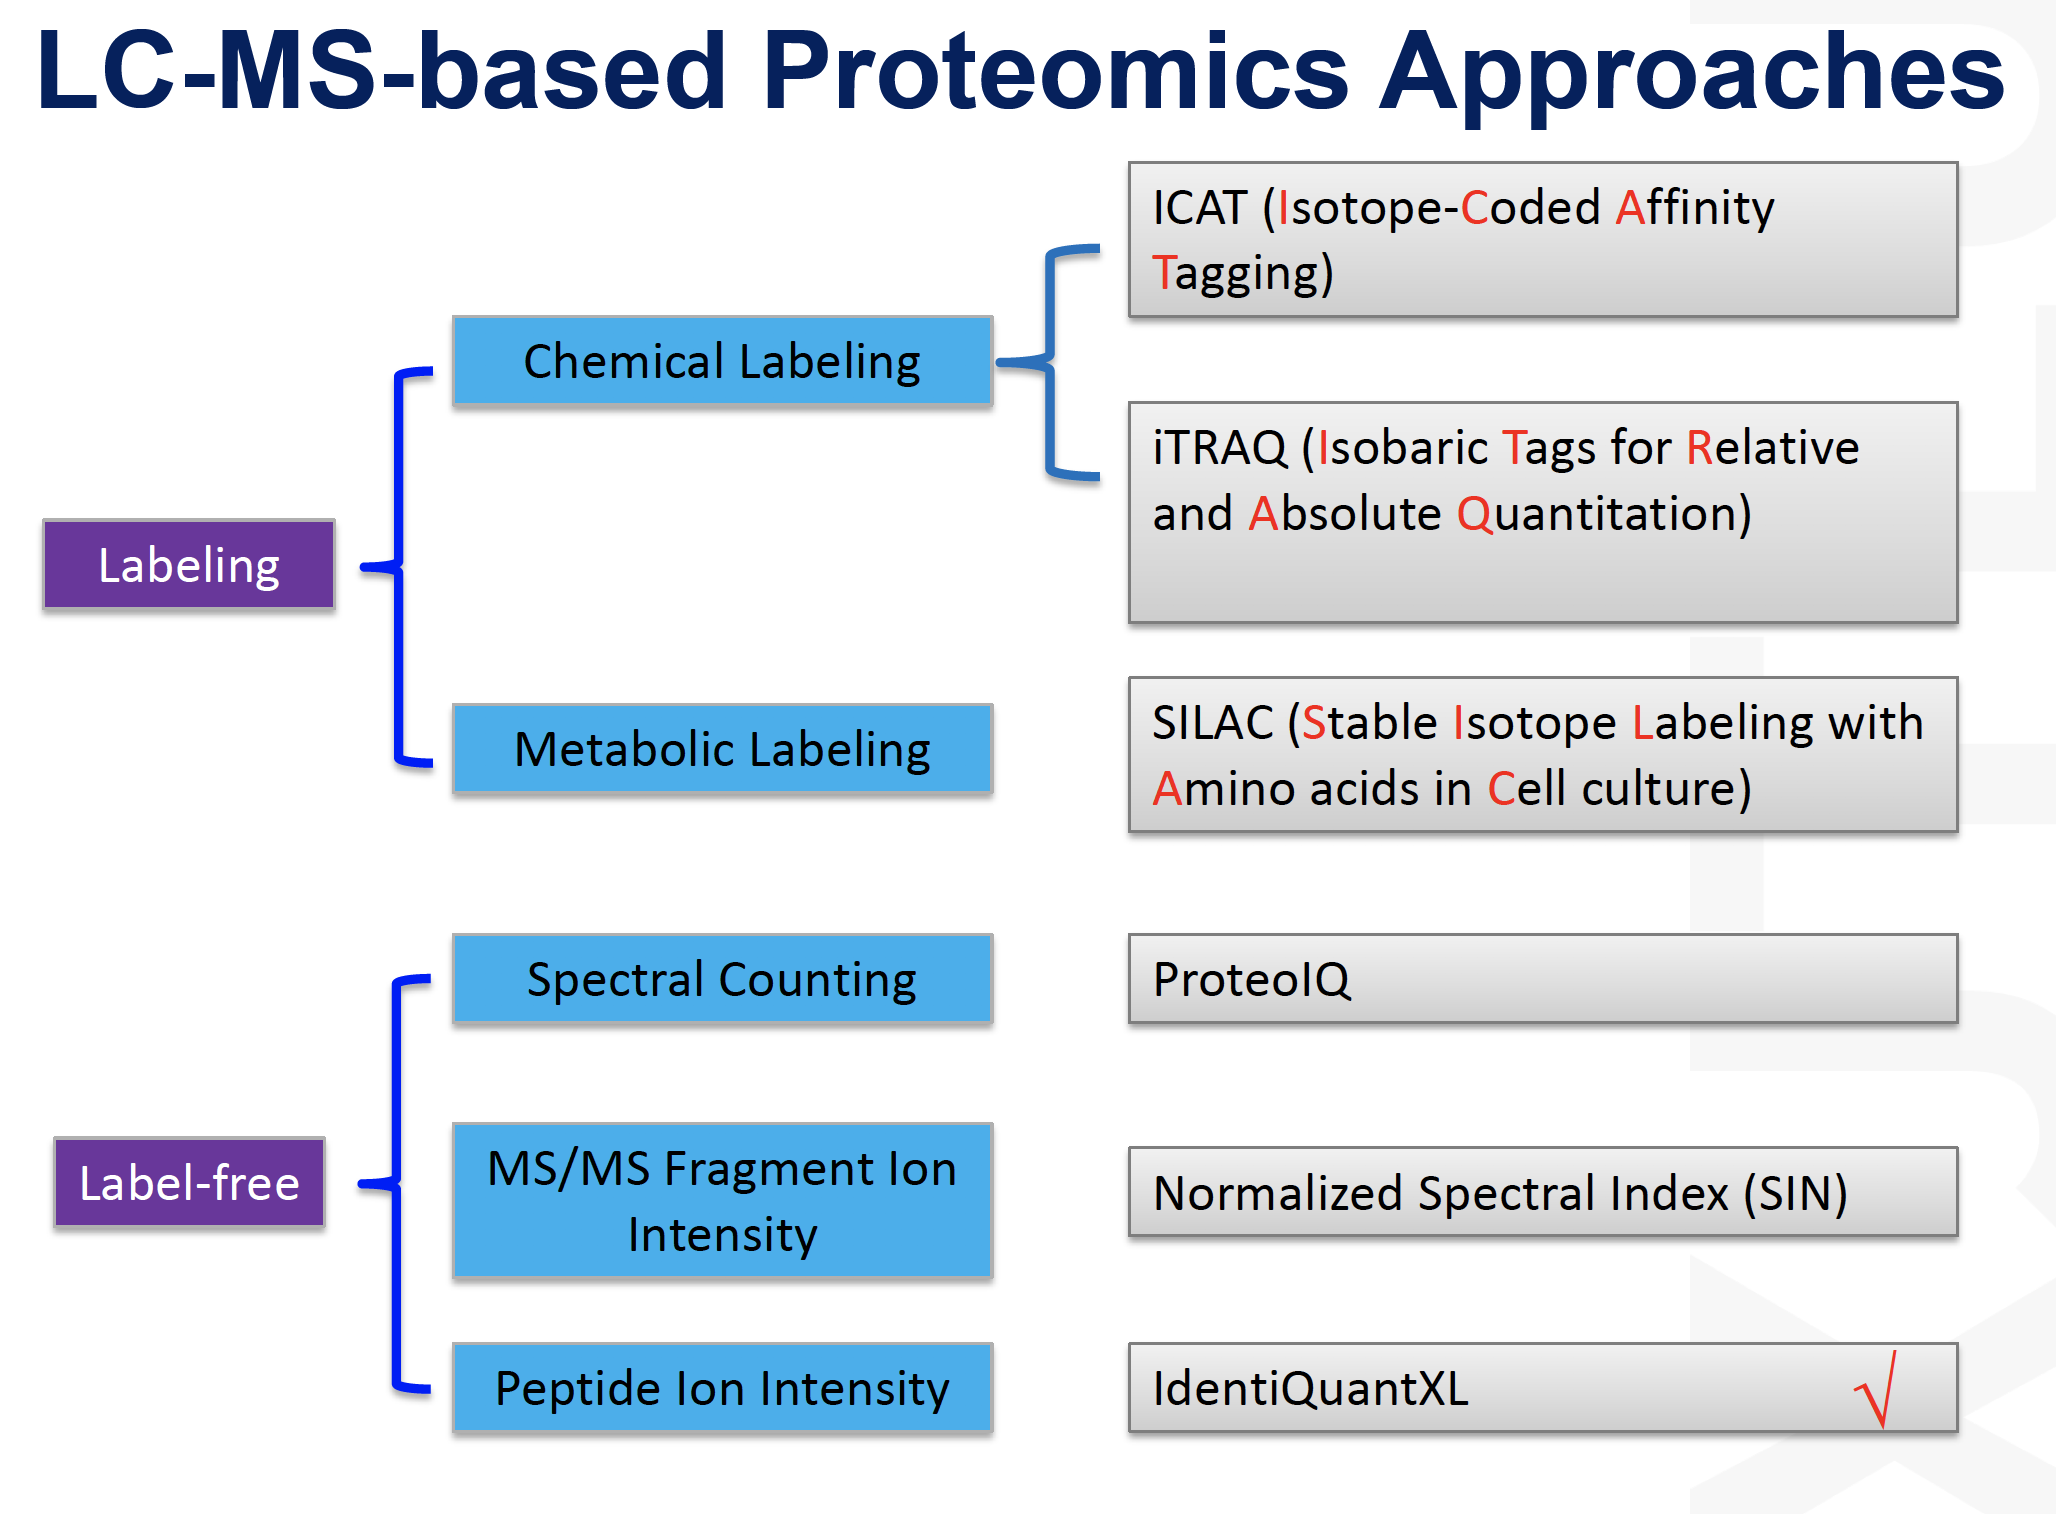 LC-MS-based Proteomics Approaches
ICAT (Isotope-Coded Affinity
Tagging)
Chemical Labeling
iTRAQ (Isobaric Tags for Relative
and Absolute Quantitation)
Labeling
Metabolic Labeling
SILAC (Stable Isotope Labeling with
Amino acids in Cell culture)
Spectral Counting
ProteoIQ
Label-free
MS/MS Fragment Ion
Intensity
Normalized Spectral Index (SIN)
Peptide Ion Intensity
IdentiQuantXL √